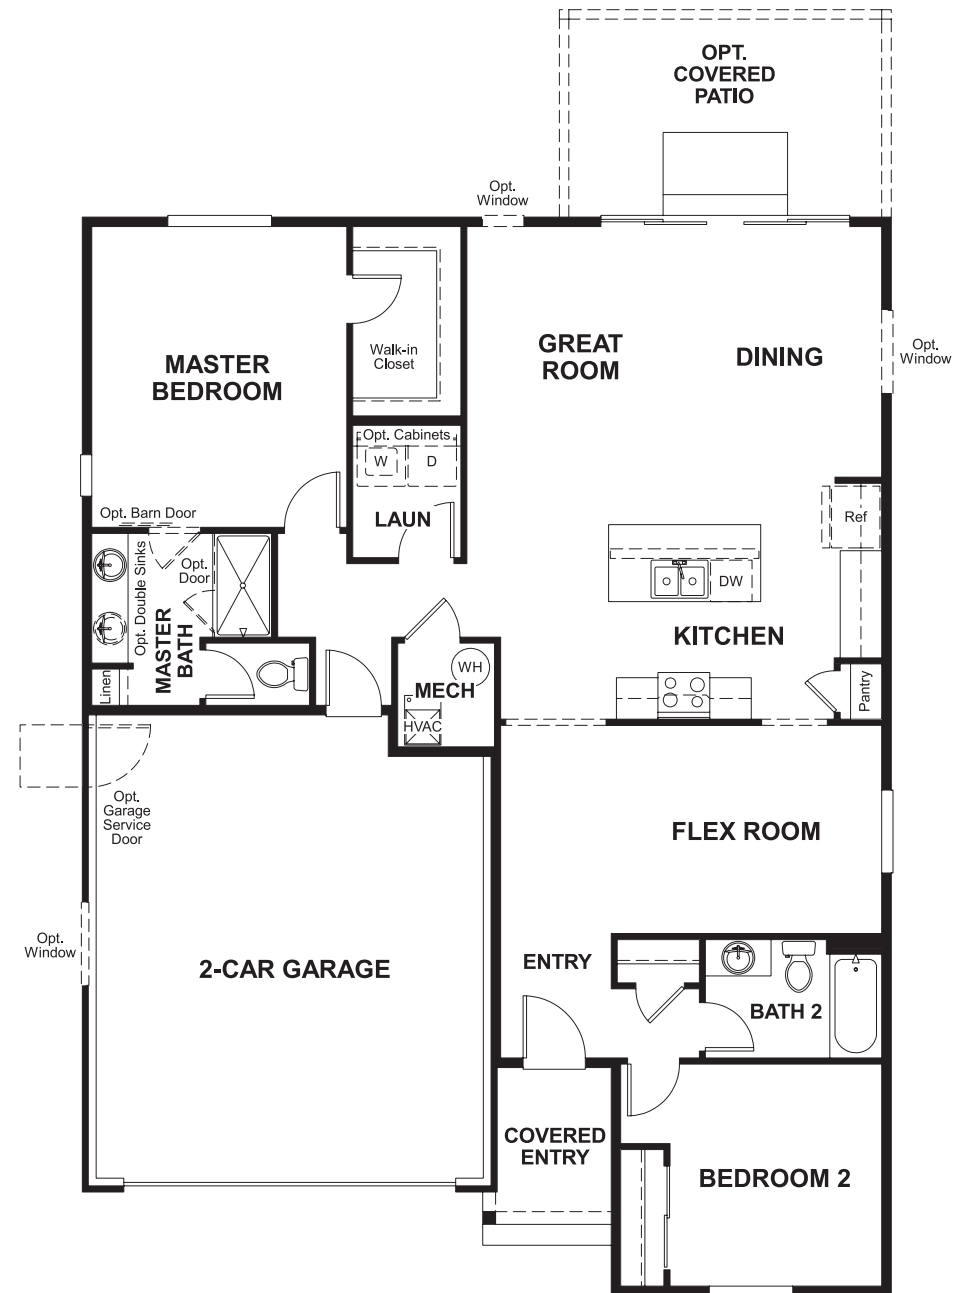 OPT.
COVERED
PATIO
Opt.
Window
Walk-in
Closet
GREAT
ROOM
DINING
Opt.
Window
MASTER
BEDROOM
Opt. Cabinets
W
D
LAUN
Opt. Barn Door
Ref
Opt. Double Sinks
Opt.
Door
DW
MASTER
BATH
KITCHEN
WH
MECH
Linen
Pantry
HVAC
Opt.
Garage
Service
Door
FLEX ROOM
Opt.
Window
2-CAR GARAGE
ENTRY
BATH 2
COVERED
ENTRY
BEDROOM 2